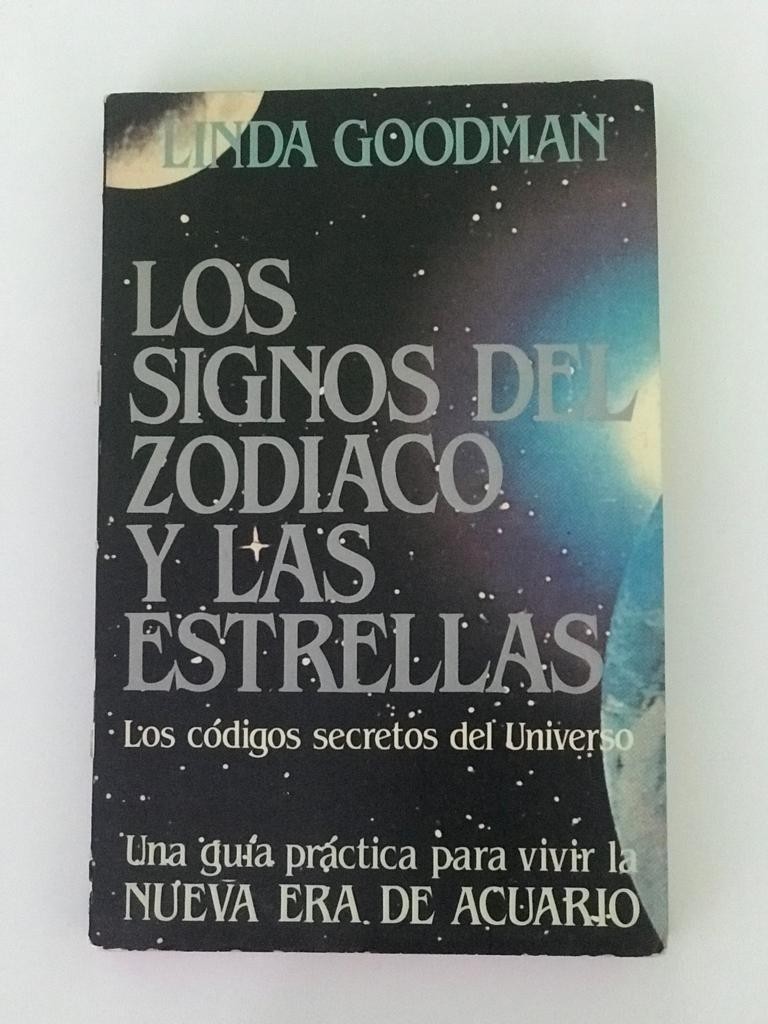 LINDA GOODMAN
LOS
SIGNOS DEL
ZODIACO
Y LAS
ESTRELLAS
Los códigos secretos del Universo
Una guía práctica para vivir la
NUEVA ERA DE ACUARIO